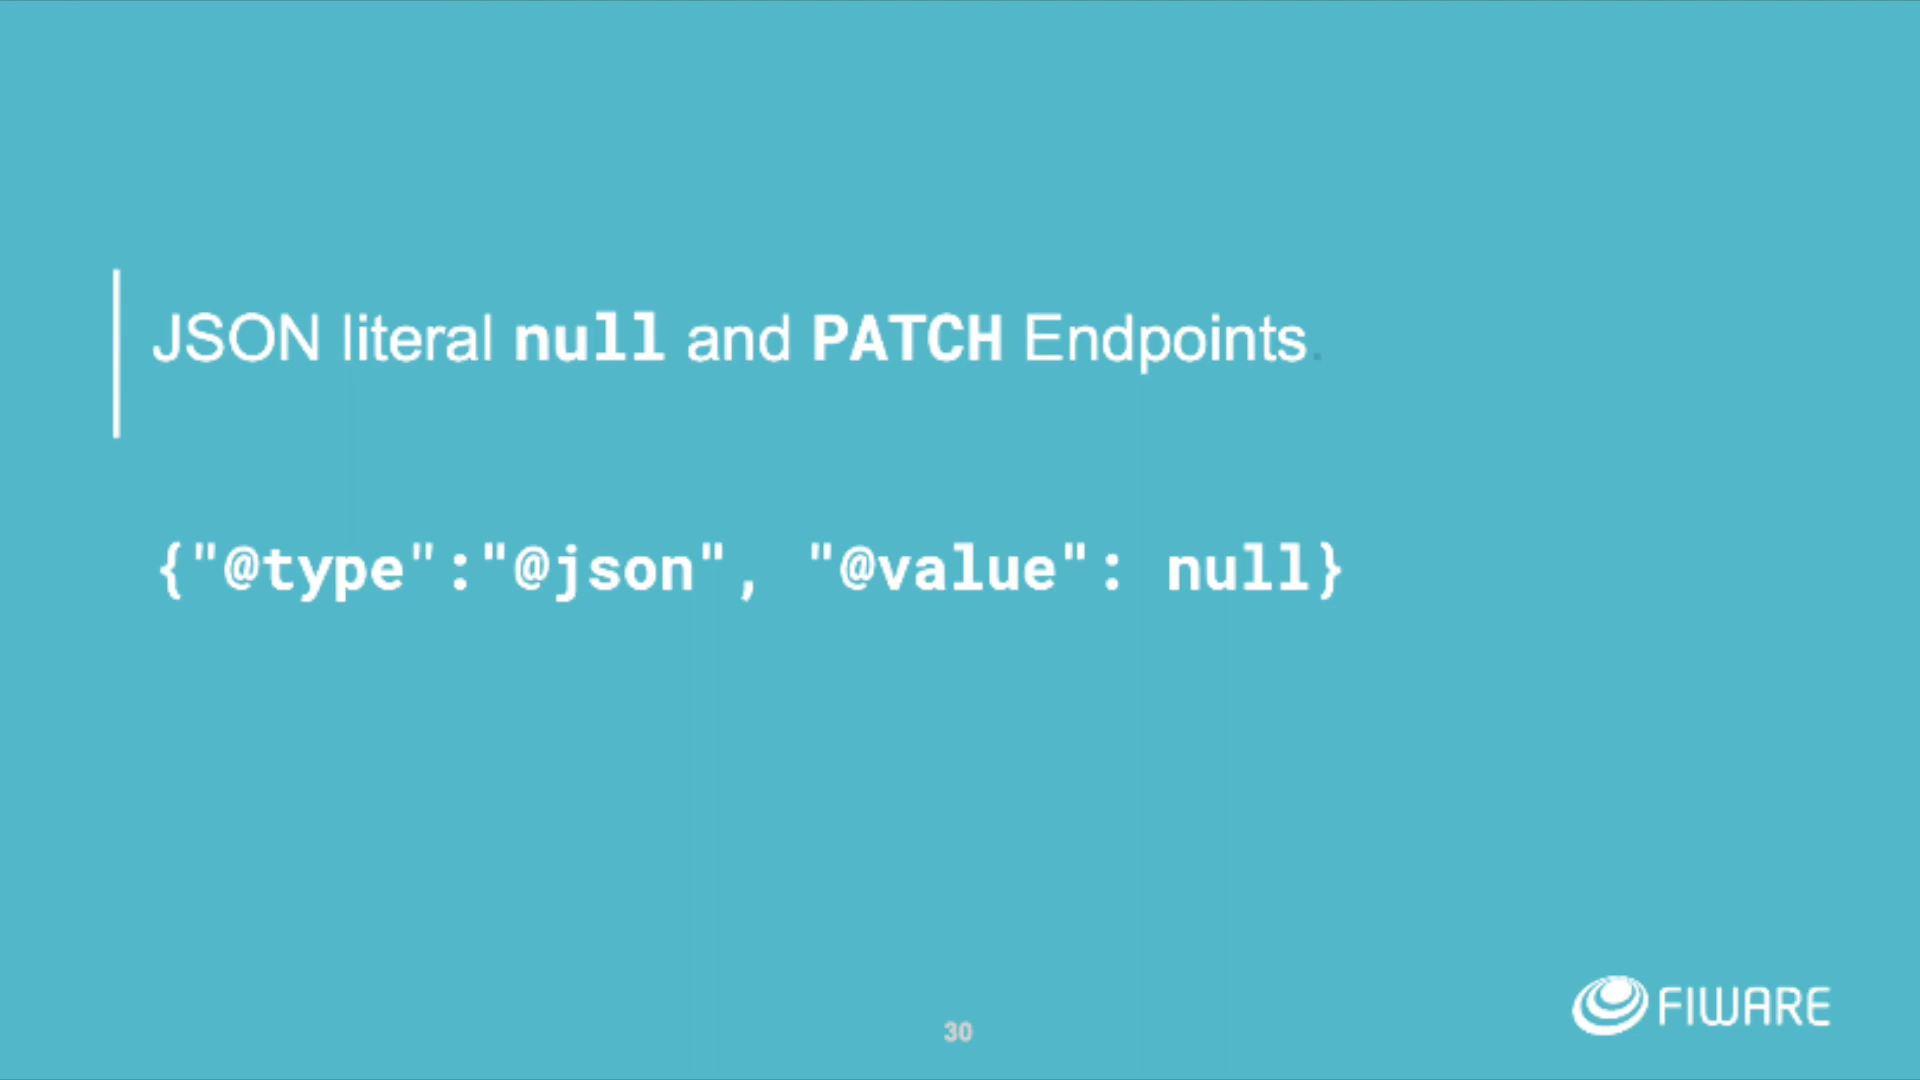 JSON literal null and PATCH Endpoints.
{"@type":"@json", "@value": null}
FIWARE
30